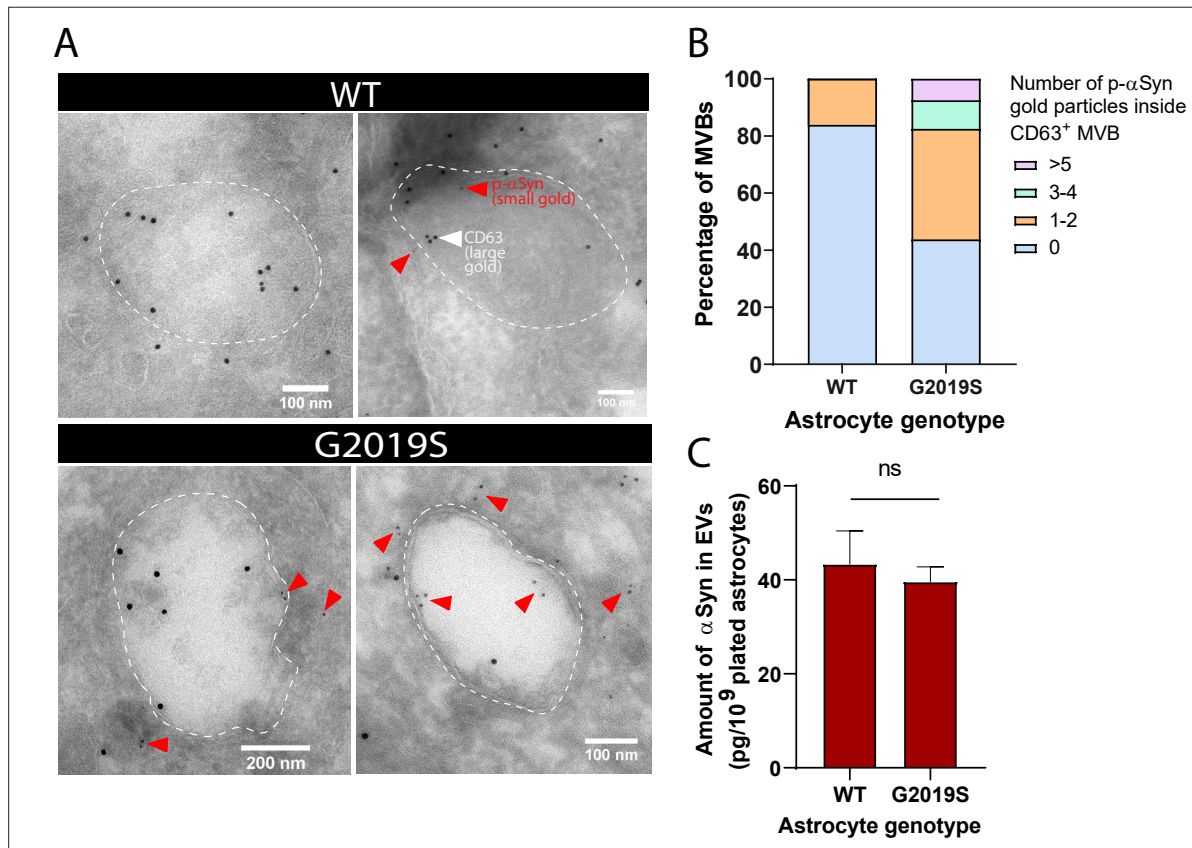 A
WT
p-αSyn
(small gold)
CD63
(large
gold)
100 nm
100 nm
G2019S
200 nm
100 nm
B
Percentage of MVBs
100
80
60
40
20
0
WT
G2019S
Astrocyte genotype
Number of p-αSyn
gold particles inside
CD63⁺ MVB
>5
3-4
1-2
0
C
Amount of α Syn in EVs
(pg/10⁹ plated astrocytes)
60
40
20
0
ns
WT
G2019S
Astrocyte genotype